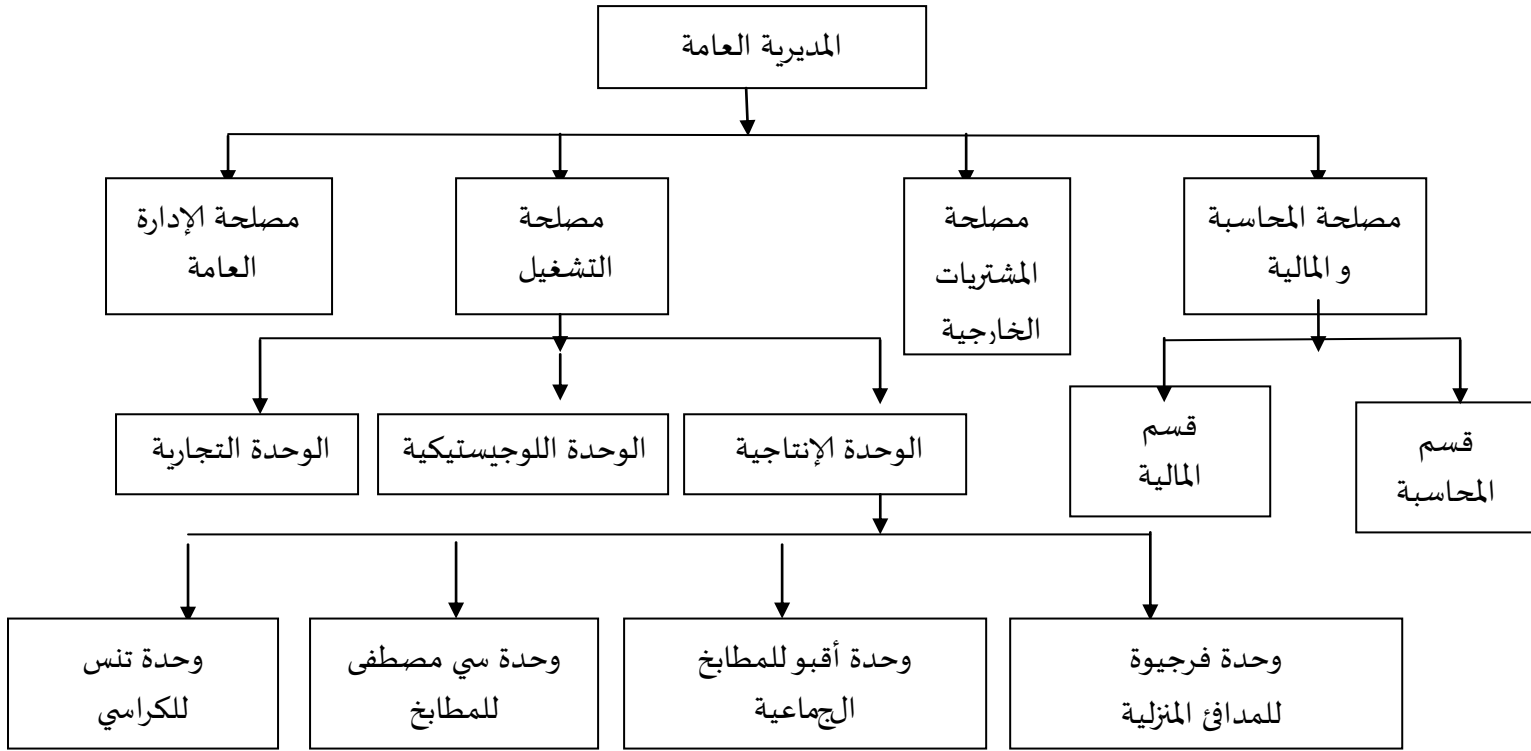 المديرية العامة
مصلحة المحاسبة
و المالية
مصلحة
المشتريات
الخارجية
مصلحة
التشغيل
مصلحة الإدارة
العامة
قسم
المحاسبة
قسم
المالية
الوحدة الإنتاجية
الوحدة اللوجيستيكية
الوحدة التجارية
وحدة فرجيوة
للمدافئ المنزلية
وحدة أقبو للمطابخ
الجماعية
وحدة سي مصطفى
للمطابخ
وحدة تنس
للكراسي